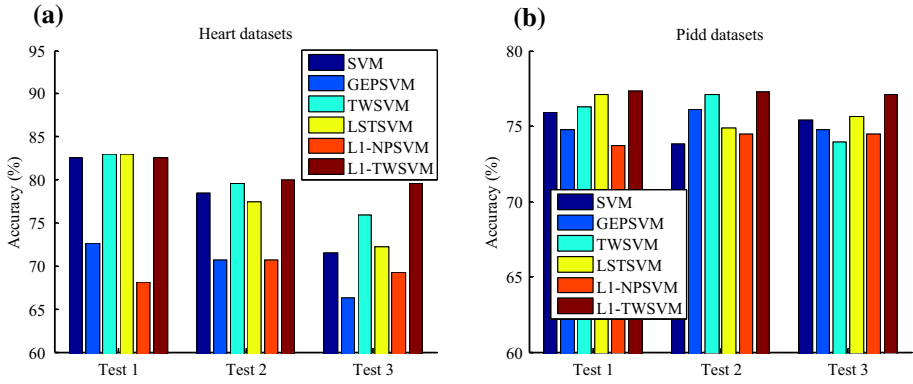 (a)
Heart datasets
Accuracy (%)
95
90
85
80
75
70
65
60
SVM
GEPSVM
TWSVM
LSTSVM
L1-NPSVM
L1-TWSVM
Test 1
Test 2
Test 3
(b)
Pidd datasets
Accuracy (%)
80
75
70
65
60
SVM
GEPSVM
TWSVM
LSTSVM
L1-NPSVM
L1-TWSVM
Test 1
Test 2
Test 3